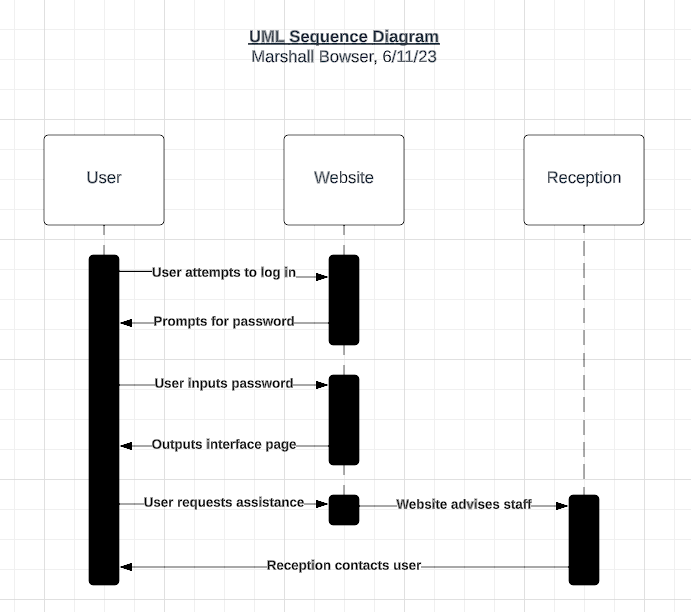 UML Sequence Diagram
Marshall Bowser, 6/11/23
User
Website
Reception
User attempts to log in
Prompts for password
User inputs password
Outputs interface page
User requests assistance
Website advises staff
Reception contacts user